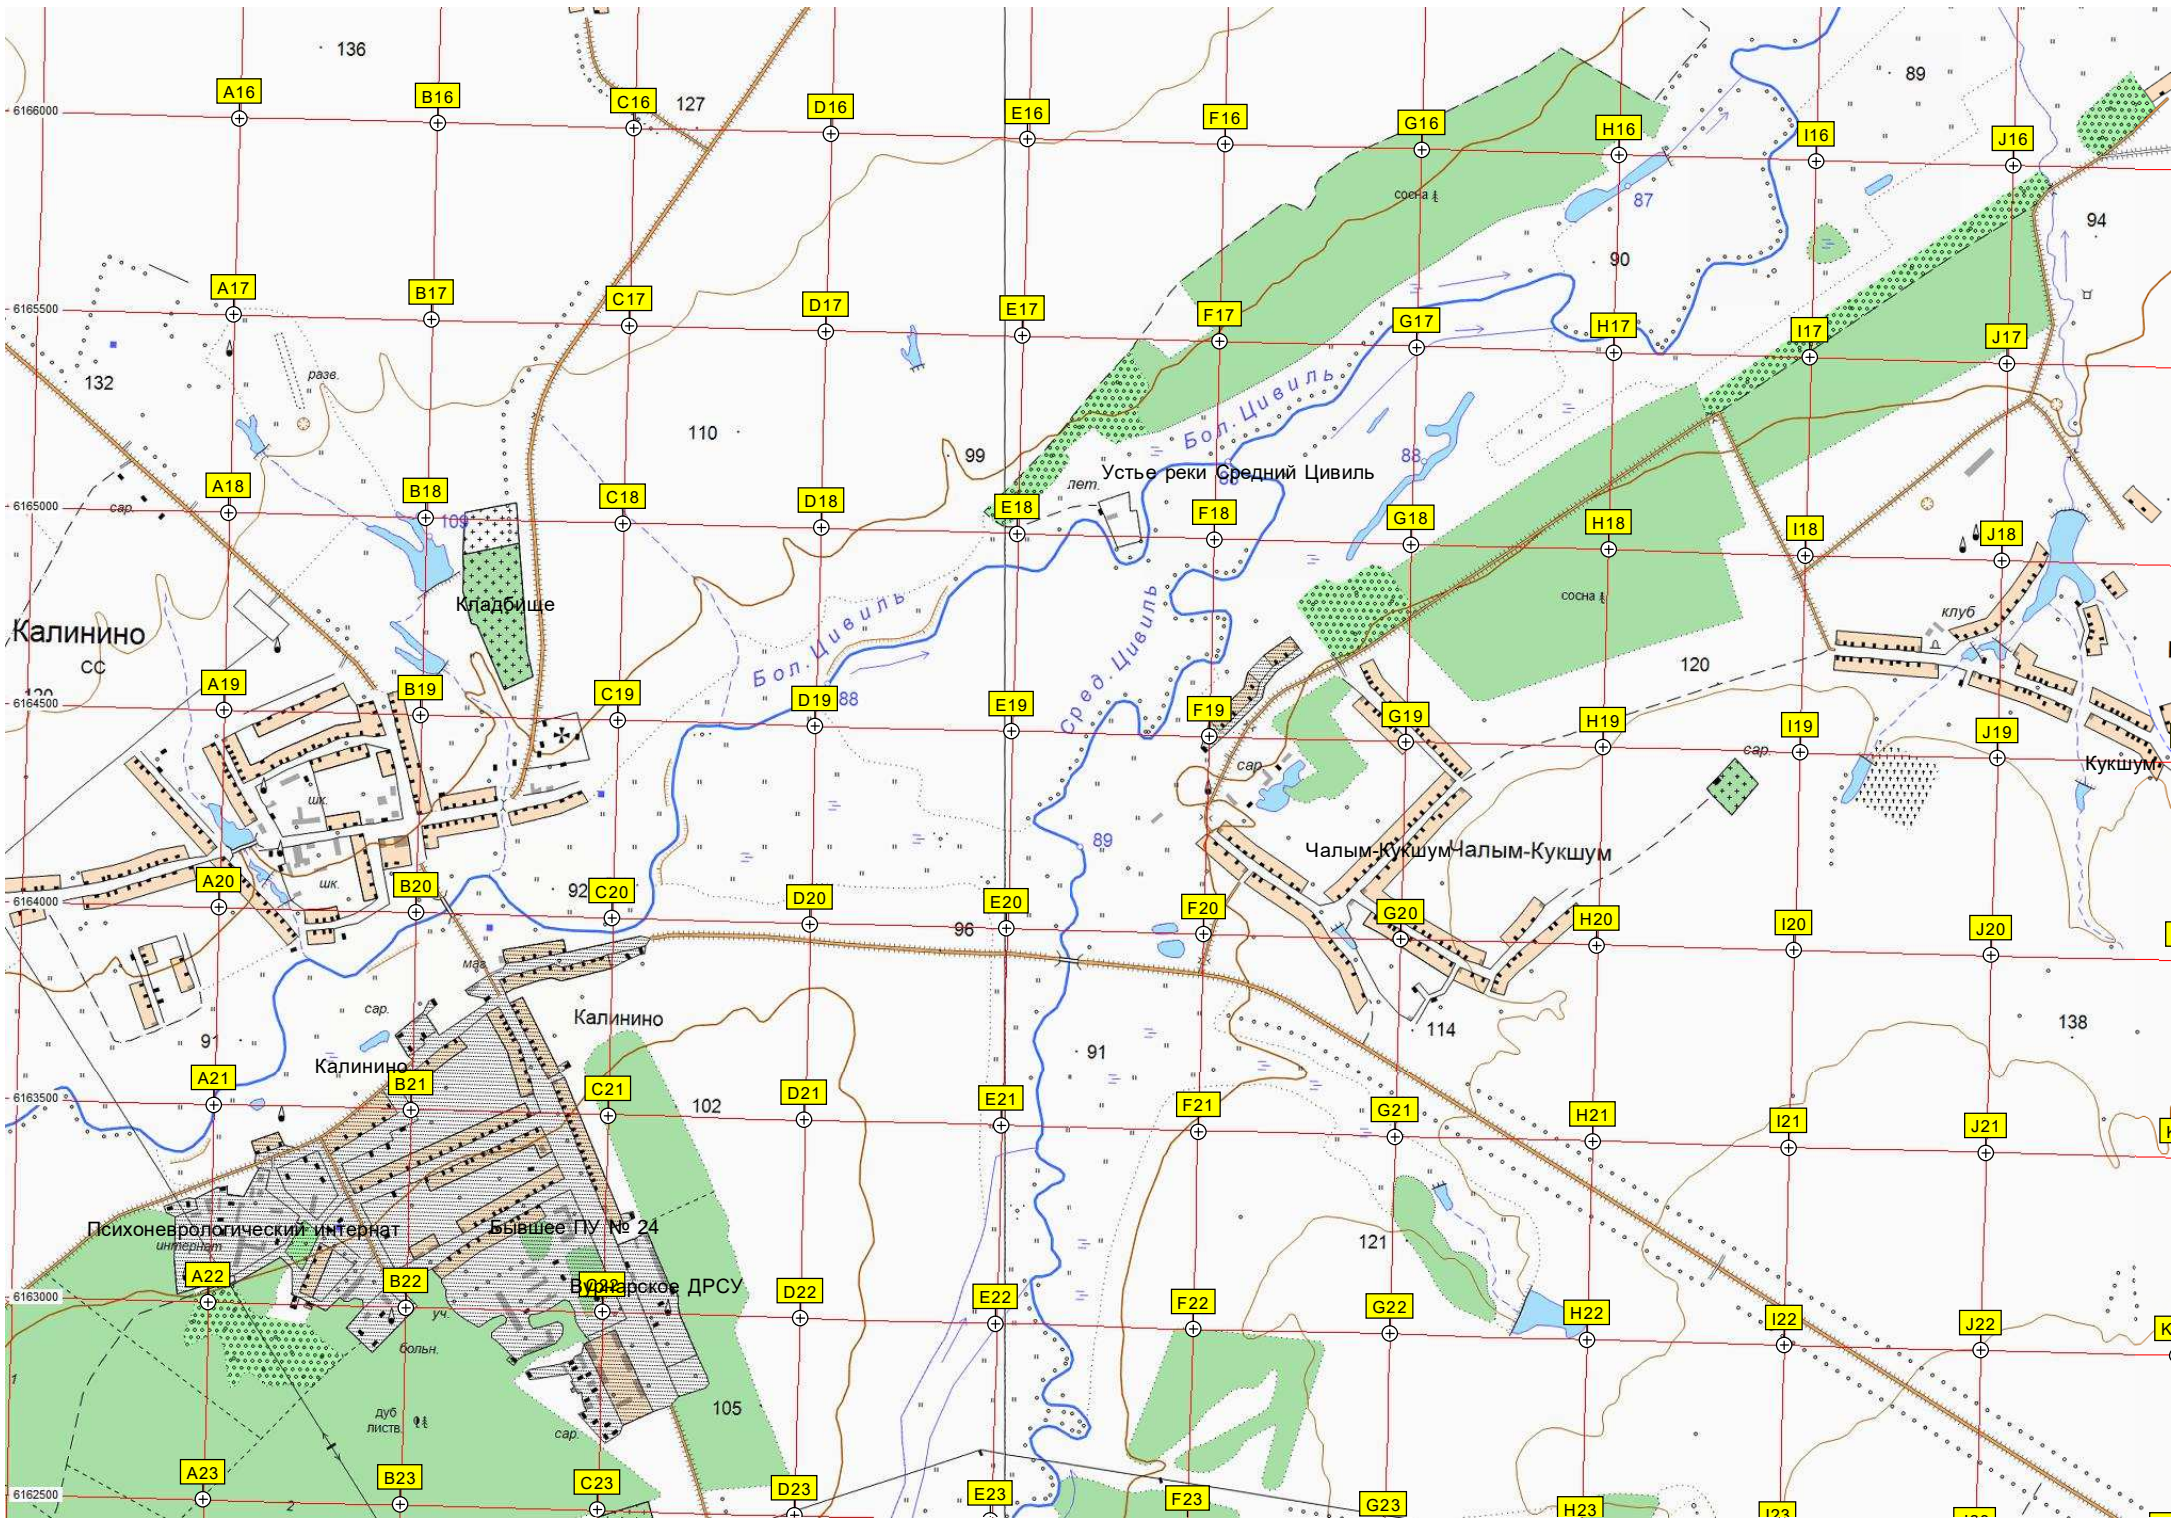 136
89
A16
B16
C16
127
D16
E16
F16
G16
H16
I16
J16
6166000
сосна
87
94
90
A17
B17
C17
D17
E17
F17
G17
H17
I17
J17
6165500
132
разв.
110
99
Бол. Цивиль
88
Устье реки Средний Цивиль
лет.
A18
B18
C18
D18
E18
F18
G18
H18
I18
J18
6165000
сар.
109
Кладбище
Бол. Цивиль
Сред. Цивиль
сосна
клуб
Калинино
СС
120
120
A19
B19
C19
D19
88
E19
F19
G19
H19
I19
J19
6164500
сар.
сар.
Кукшум
шк.
89
Чалым-Кукшум
Чалым-Кукшум
шк.
A20
B20
92
C20
D20
E20
F20
G20
H20
I20
J20
6164000
96
маг.
сар.
Калинино
91
91
114
138
Калинино
A21
B21
C21
102
D21
E21
F21
G21
H21
I21
J21
6163500
Психоневрологический интернат
интернат
Бывшее ПУ № 24
121
A22
B22
C22
Вурнарское ДРСУ
D22
E22
F22
G22
H22
I22
J22
K
6163000
уч.
больн.
1
дуб
листв.
105
сар.
A23
B23
C23
D23
E23
F23
G23
H23
I23
6162500
2